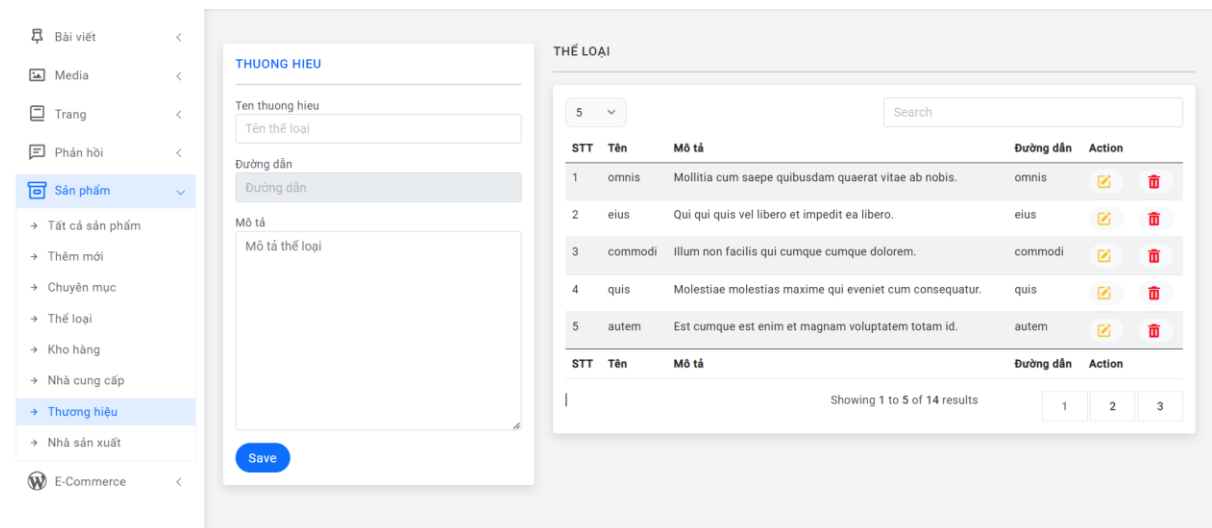 Bài viết
Media
Trang
Phản hồi
Sản phẩm
Tất cả sản phẩm
Thêm mới
Chuyên mục
Thể loại
Kho hàng
Nhà cung cấp
Thương hiệu
Nhà sản xuất
E-Commerce
THUONG HIEU
Ten thuong hieu
Tên thể loại
Đường dẫn
Đường dẫn
Mô tả
Mô tả thể loại
Save
THỂ LOẠI
5
Search
STT Tên Mô tả Đường dẫn Action
1 omnis Mollitia cum saepe quibusdam quaerat vitae ab nobis. omnis
2 eius Qui qui quis vel libero et impedit ea libero. eius
3 commodi Illum non facilis qui cumque cumque dolorem. commodi
4 quis Molestiae molestias maxime qui eveniet cum consequatur. quis
5 autem Est cumque est enim et magnam voluptatem totam id. autem
STT Tên Mô tả Đường dẫn Action
Showing 1 to 5 of 14 results 1 2 3